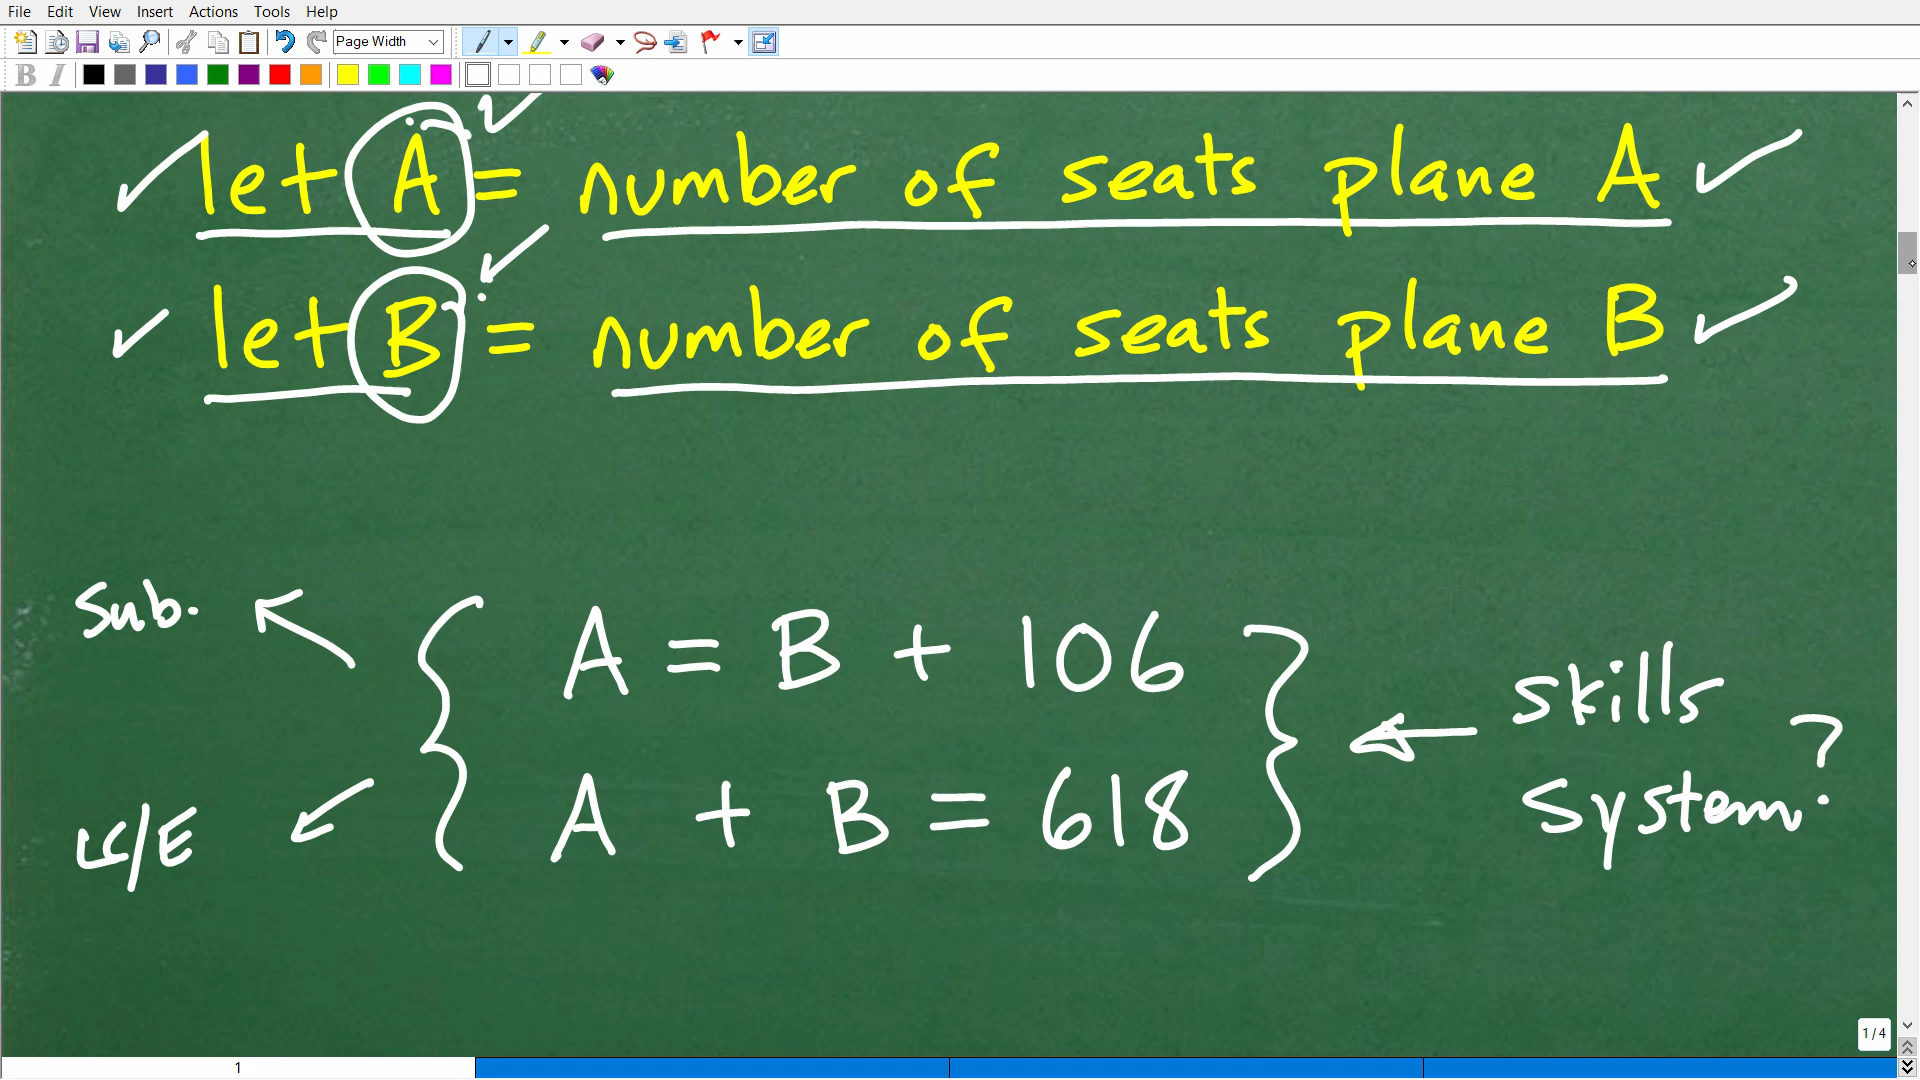 File Edit View Insert Actions Tools Help
Page Width
B I
let A = number of seats plane A
let B = number of seats plane B
Sub.
A = B + 106
skills
A + B = 618
system. ?
/E
1 / 4
1